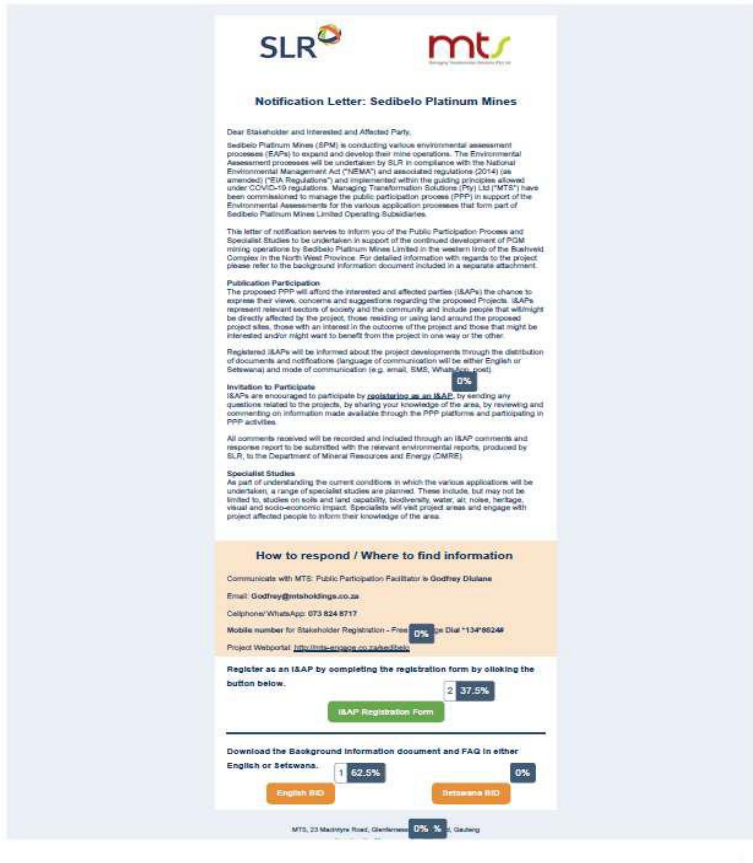 SLR
mts
Notification Letter: Sedibelo Platinum Mines
Dear Stakeholder and Interested and Affected Party,
Sedibelo Platinum Mines (SPM) is conducting various environmental assessment
processes (EAPs) to expand and develop their mine operations. The Environmental
Assessment processes will be undertaken by SLR in compliance with the National
Environmental Management Act ("NEMA") and associated regulations (2014) (as
amended) ("EIA Regulations") and implemented within the guiding principles allowed
under COVID-19 regulations. Managing Transformation Solutions (Pty) Ltd ("MTS") have
been commissioned to manage the public participation process (PPP) in support of the
Environmental Assessments for the various application processes that form part of
Sedibelo Platinum Mines Limited Operating Subsidiaries.
This letter of notification serves to inform you of the Public Participation Process and
Specialist Studies to be undertaken in support of the continued development of PGM
mining operations by Sedibelo Platinum Mines Limited in the western limb of the Bushveld
Complex in the North West Province. For detailed information with regards to the project
please refer to the background information document included in a separate attachment.
Publication Participation
The proposed PPP will afford the interested and affected parties (I&APs) the chance to
express their views, concerns and suggestions regarding the proposed Projects. I&APs
represent relevant sectors of society and the community and include people that will/might
be directly affected by the project, those residing or using land around the proposed
project sites, those with an interest in the outcome of the project and those that might be
interested and/or might want to benefit from the project in one way or the other.
Registered I&APs will be informed about the project developments through the distribution
of documents and notifications (language of communication will be either English or
Setswana) and mode of communication (e.g. email, SMS, WhatsApp, post).
0%
Invitation to Participate
I&APs are encouraged to participate by registering as an I&AP, by sending any
questions related to the projects, by sharing your knowledge of the area, by reviewing and
commenting on information made available through the PPP platforms and participating in
PPP activities.
All comments received will be recorded and included through an I&AP comments and
response report to be submitted with the relevant environmental reports, produced by
SLR, to the Department of Mineral Resources and Energy (DMRE).
Specialist Studies
As part of understanding the current conditions in which the various applications will be
undertaken, a range of specialist studies are planned. These include, but may not be
limited to, studies on soils and land capability, biodiversity, water, air, noise, heritage,
visual and socio-economic impact. Specialists will visit project areas and engage with
project affected people to inform their knowledge of the area.
How to respond / Where to find information
Communicate with MTS: Public Participation Facilitator is Godfrey Dlulane
Email: Godfrey@mtsholdings.co.za
Cellphone/ WhatsApp: 073 824 8717
Mobile number for Stakeholder Registration - Free 0% Dial *134*9624#
Project Webportal: http://mts-engage.co.za/sedibelo
Register as an I&AP by completing the registration form by clicking the
button below.
2 37.5%
I&AP Registration Form
Download the Background Information document and FAQ in either
English or Setswana.
1 62.5% 0%
English BID Setswana BID
MTS, 23 MacIntyre Road, 0% % Gauteng